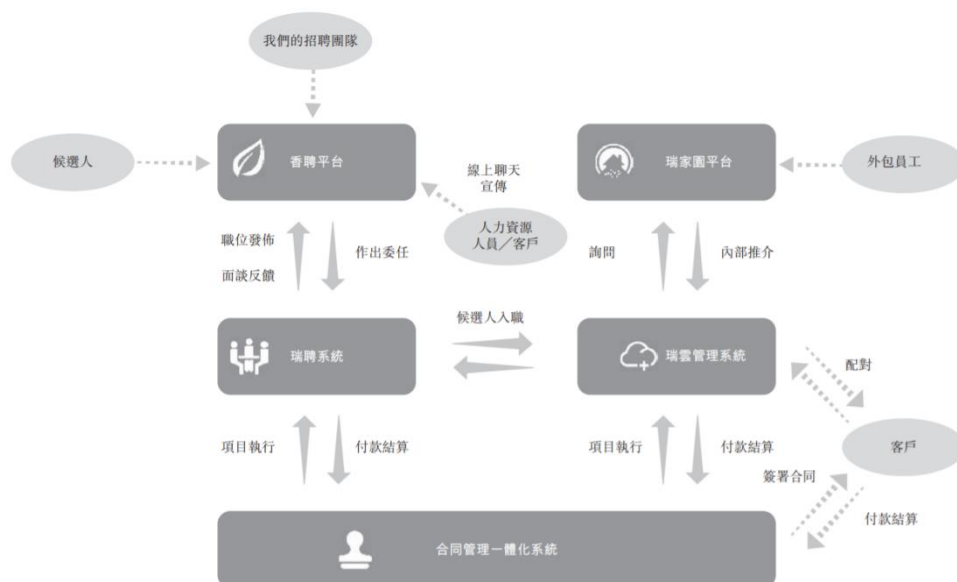 我們的招聘團隊
候選人
香聘平台
線上聊天
宣傳
瑞家園平台
外包員工
人力資源
人員／客戶
職位發佈
面談反饋
作出委任
詢問
內部推介
候選人入職
瑞聘系統
瑞雲管理系統
配對
項目執行
付款結算
項目執行
付款結算
客戶
簽署合同
付款結算
合同管理一體化系統